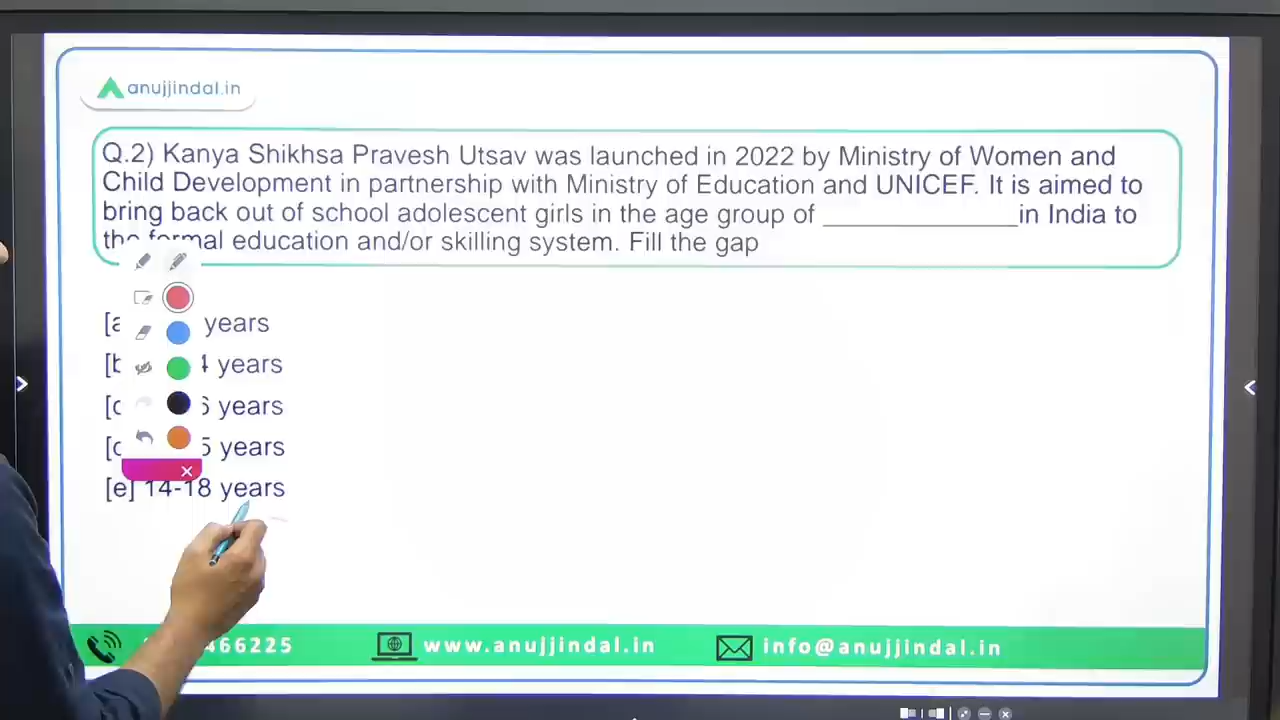 anujjindal.in
Q.2) Kanya Shikhsa Pravesh Utsav was launched in 2022 by Ministry of Women and
Child Development in partnership with Ministry of Education and UNICEF. It is aimed to
bring back out of school adolescent girls in the age group of _____________in India to
the formal education and/or skilling system. Fill the gap
years
years
years
years
[e] 14-18 years
466225
www.anujjindal.in
info@anujjindal.in